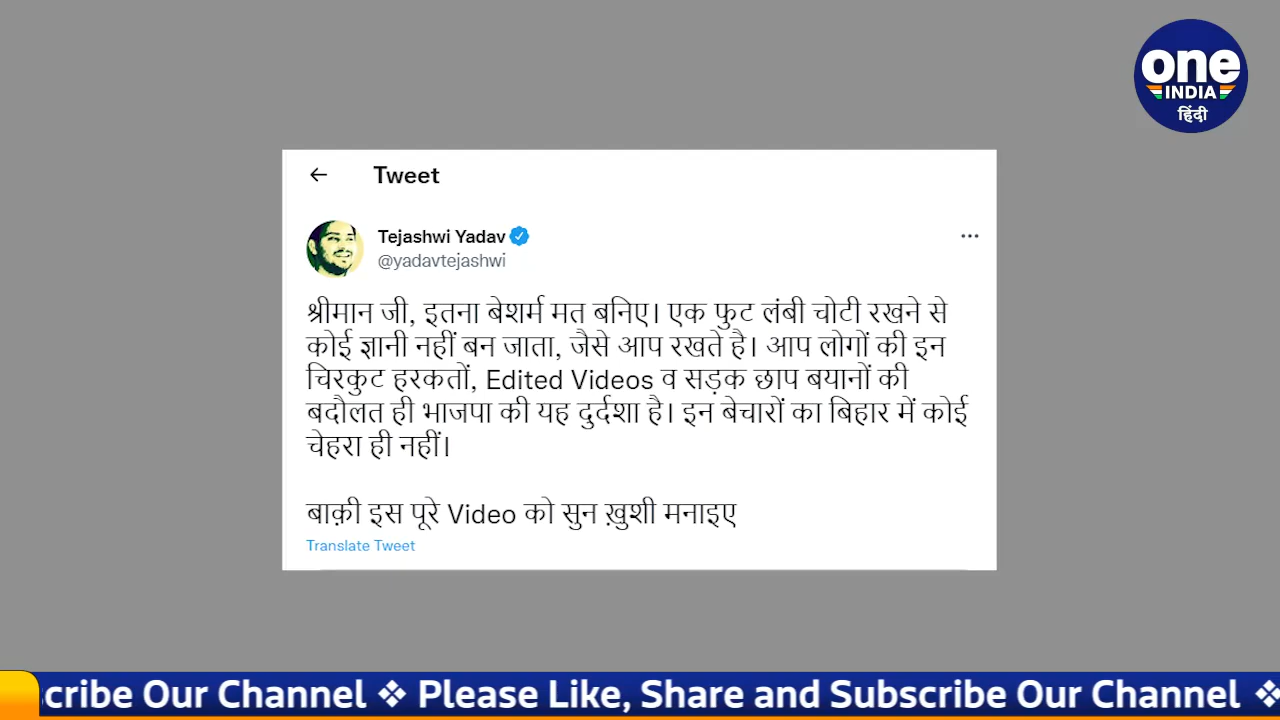 one
INDIA
हिंदी
Tweet
Tejashwi Yadav
@yadavtejashwi
श्रीमान जी, इतना बेशर्म मत बनिए। एक फुट लंबी चोटी रखने से
कोई ज्ञानी नहीं बन जाता, जैसे आप रखते है। आप लोगों की इन
चिरकुट हरकतों, Edited Videos व सड़क छाप बयानों की
बदौलत ही भाजपा की यह दुर्दशा है। इन बेचारों का बिहार में कोई
चेहरा ही नहीं।
बाक़ी इस पूरे Video को सुन ख़ुशी मनाइए
Translate Tweet
scribe Our Channel ❖ Please Like, Share and Subscribe Our Channel ❖